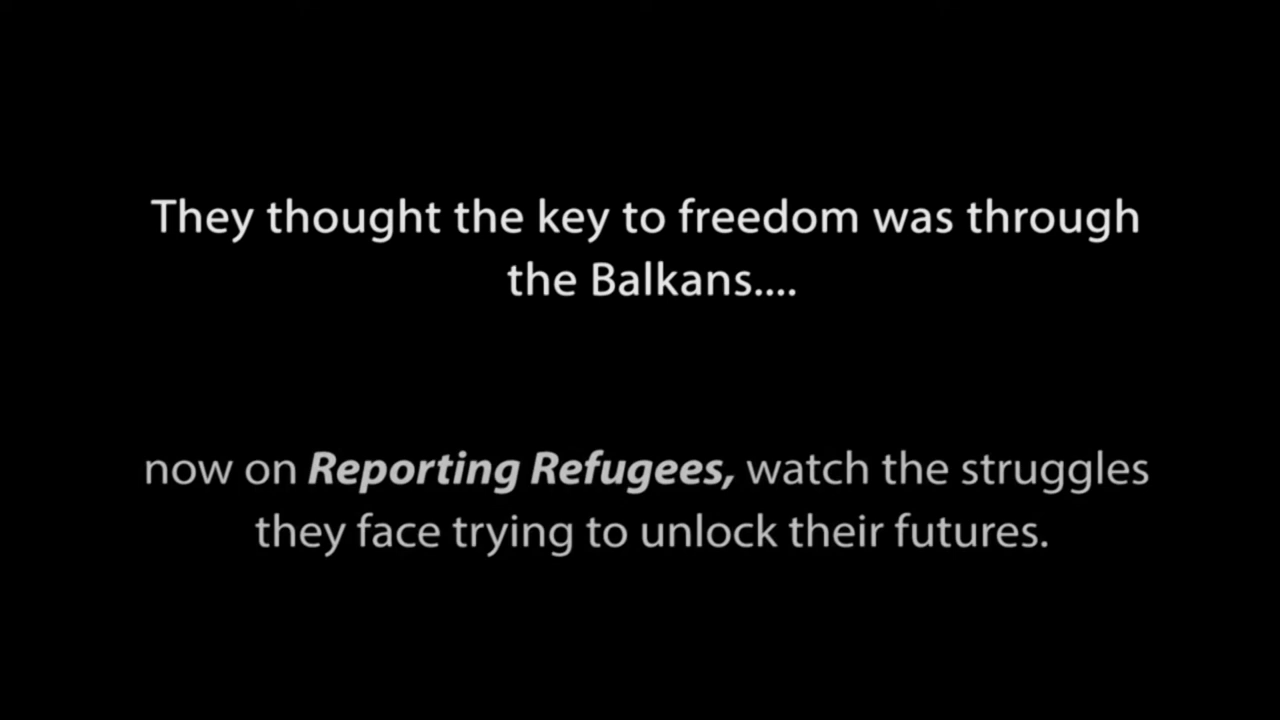 They thought the key to freedom was through
the Balkans....
now on Reporting Refugees, watch the struggles
they face trying to unlock their futures.